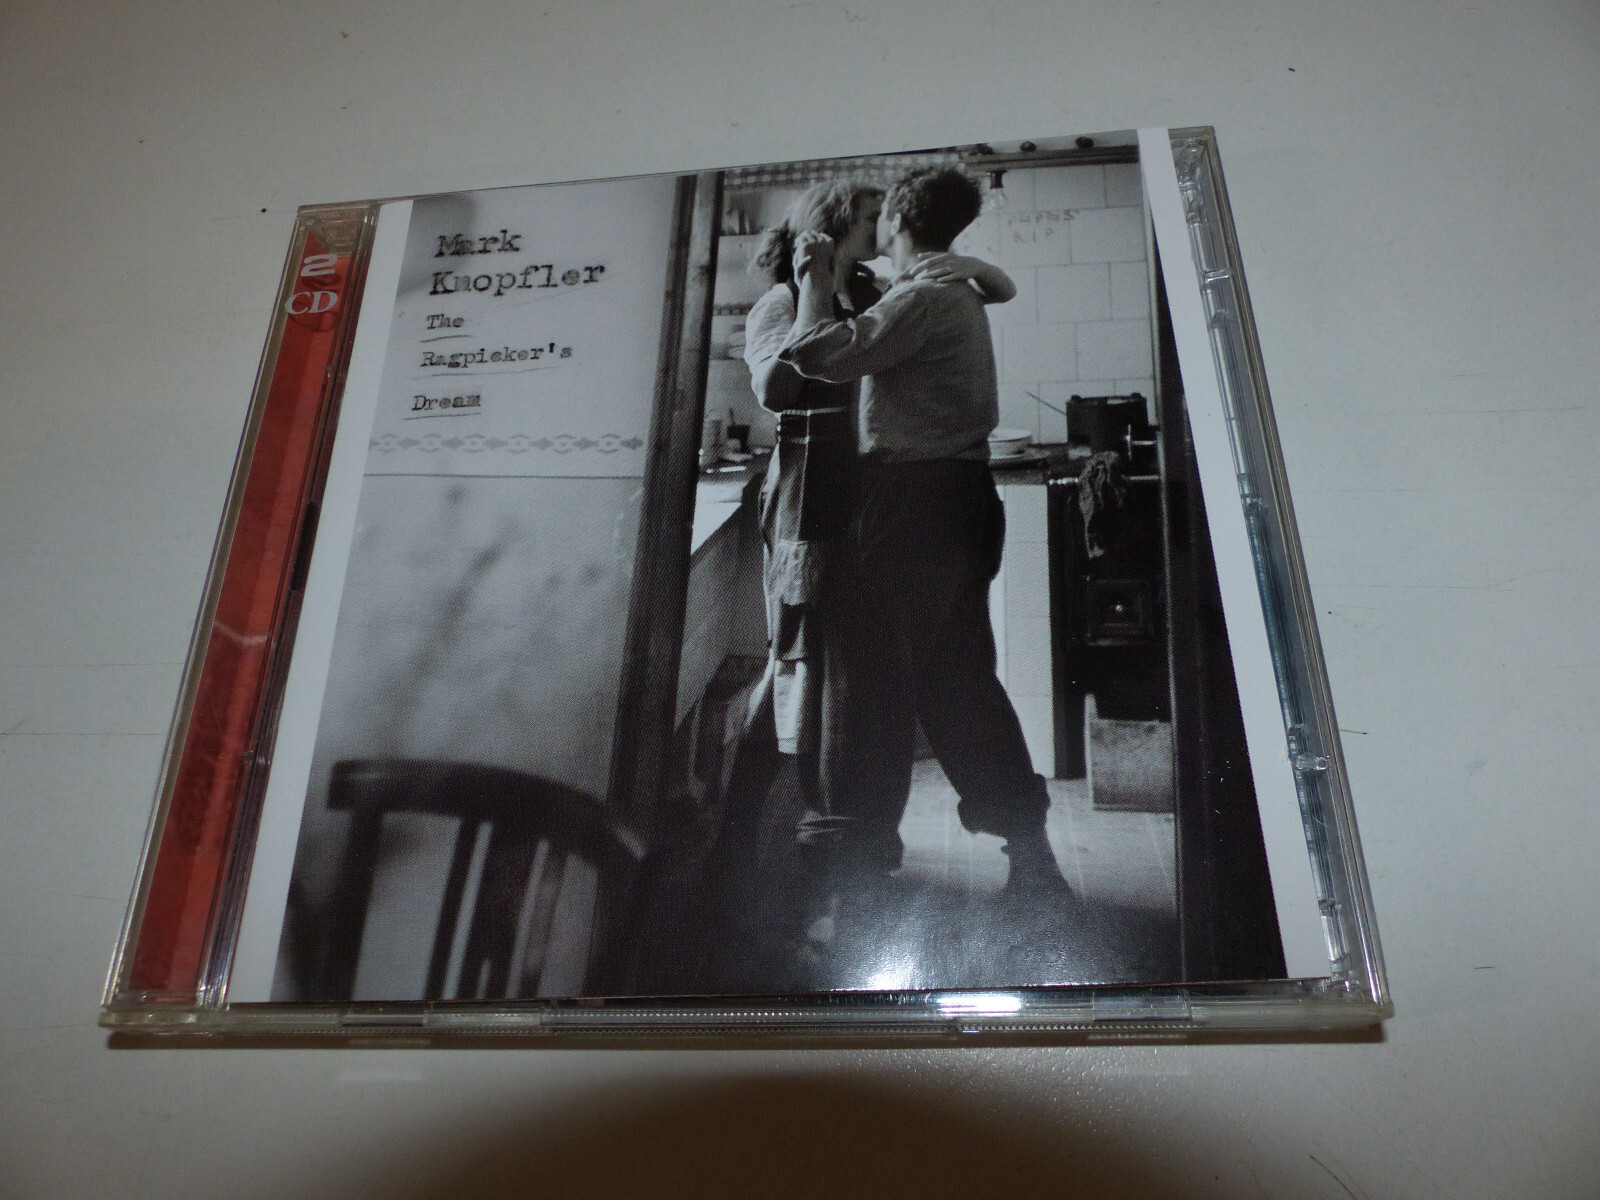 2
CD
Mark
Knopfler
The
Ragpicker's
Dream